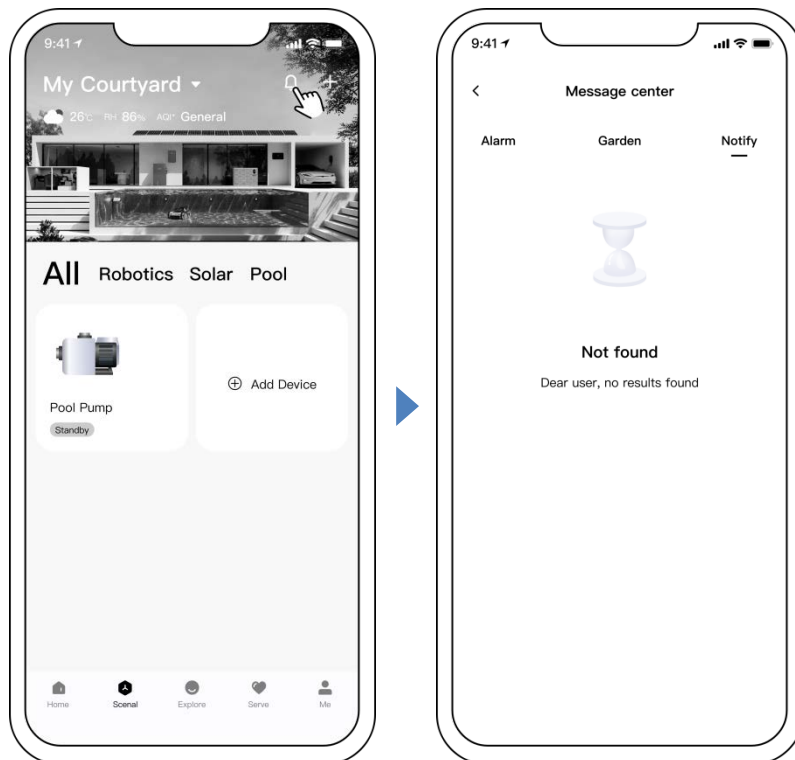 9:41
My Courtyard
26°C RH 86% AQI* General
All Robotics Solar Pool
Pool Pump
Standby
Add Device
Home Scenal Explore Serve Me
9:41
Message center
Alarm Garden Notify
Not found
Dear user, no results found